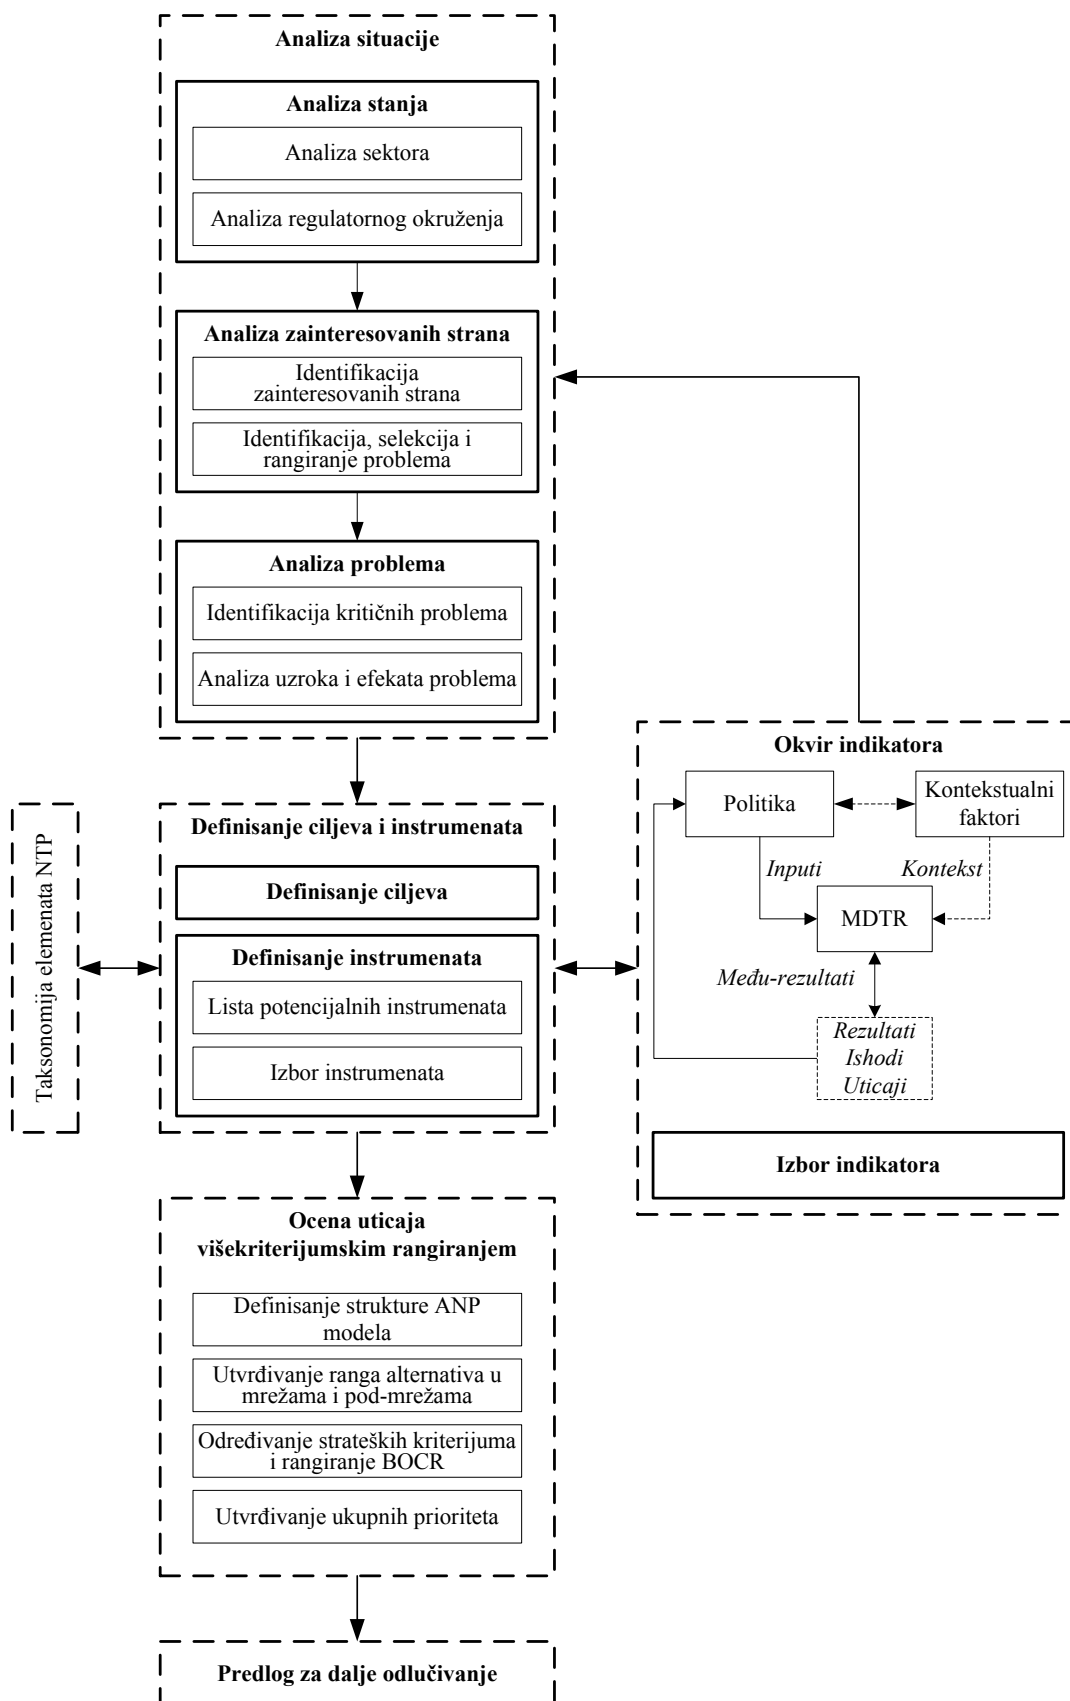 Analiza situacije
Analiza stanja
Analiza sektora
Analiza regulatornog okruženja
Analiza zainteresovanih strana
Identifikacija
zainteresovanih strana
Identifikacija, selekcija i
rangiranje problema
Analiza problema
Identifikacija kritičnih problema
Analiza uzroka i efekata problema
Taksonomija elemenata NTP
Definisanje ciljeva i instrumenata
Definisanje ciljeva
Definisanje instrumenata
Lista potencijalnih instrumenata
Izbor instrumenata
Okvir indikatora
Politika
Kontekstualni
faktori
Inputi
Kontekst
MDTR
Među-rezultati
Rezultati
Ishodi
Uticaji
Izbor indikatora
Ocena uticaja
višekriterijumskim rangiranjem
Definisanje strukture ANP
modela
Utvrđivanje ranga alternativa u
mrežama i pod-mrežama
Određivanje strateških kriterijuma
i rangiranje BOCR
Utvrđivanje ukupnih prioriteta
Predlog za dalje odlučivanje